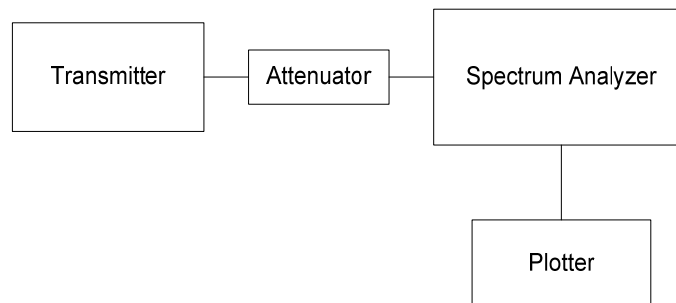 Transmitter
Attenuator
Spectrum Analyzer
Plotter